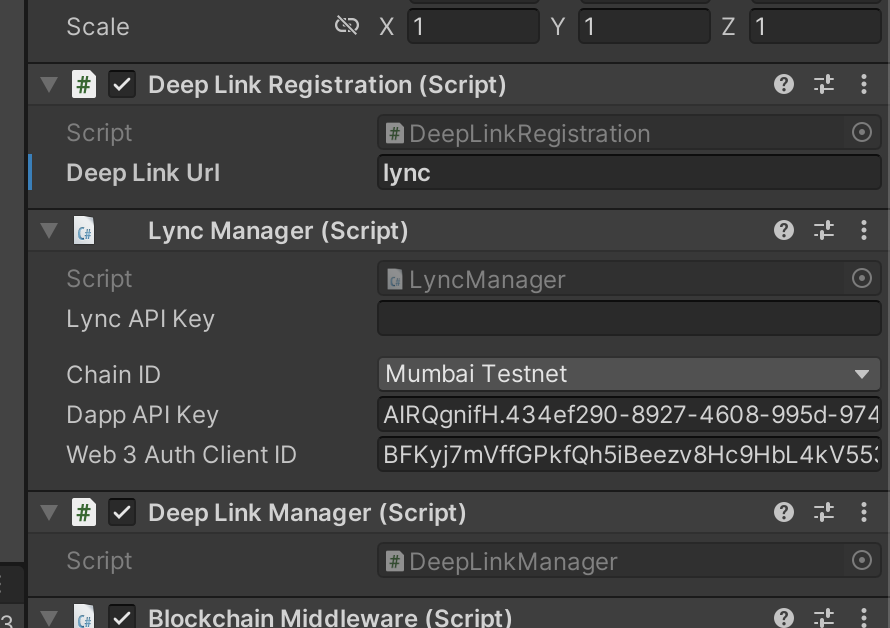 Scale X 1 Y 1 Z 1
# Deep Link Registration (Script)
Script # DeepLinkRegistration
Deep Link Url lync
C# Lync Manager (Script)
Script C# LyncManager
Lync API Key
Chain ID Mumbai Testnet
Dapp API Key AIRQgnifH.434ef290-8927-4608-995d-974
Web 3 Auth Client ID BFKyj7mVffGPkfQh5iBeezv8Hc9HbL4kV55
# Deep Link Manager (Script)
Script # DeepLinkManager
3 C# Blockchain Middleware (Script)